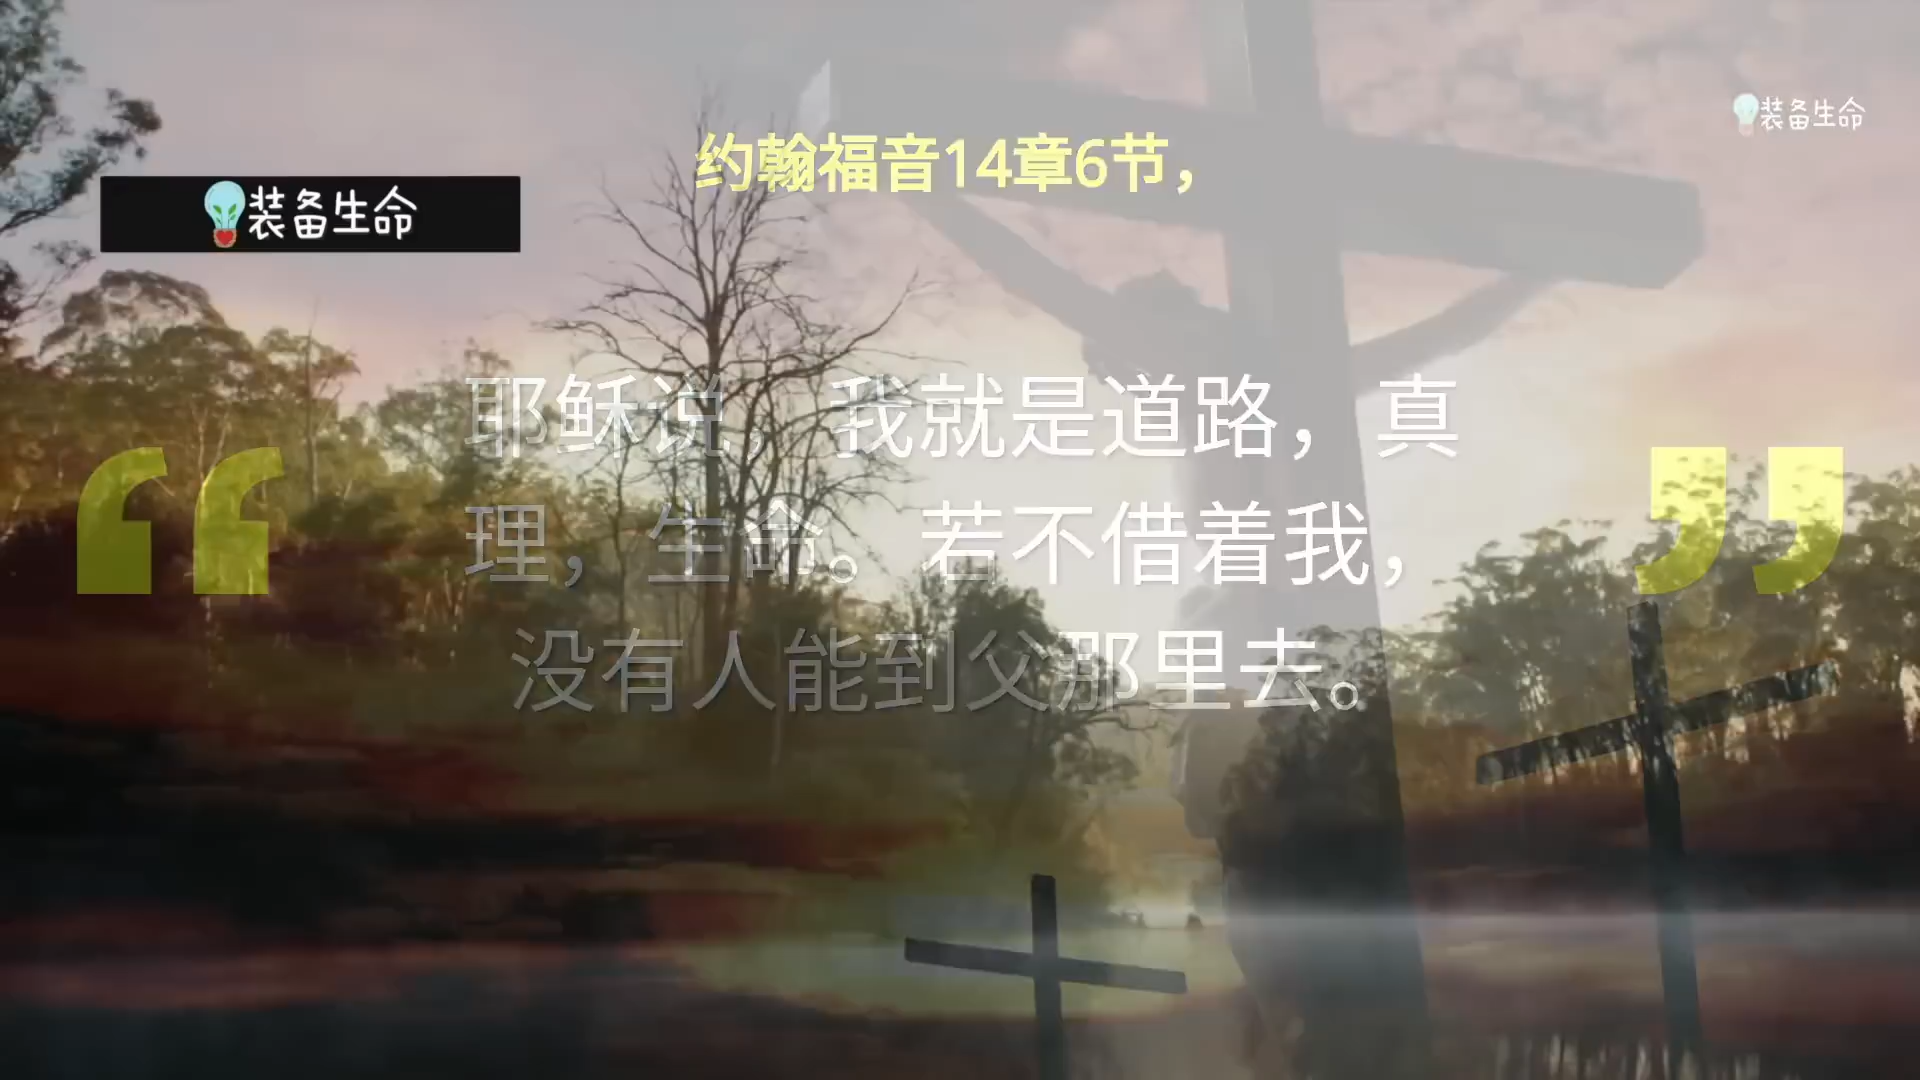 装备生命
约翰福音14章6节，
装备生命
“
耶稣说，我就是道路，真
理，生命。若不借着我，
没有人能到父那里去。
”